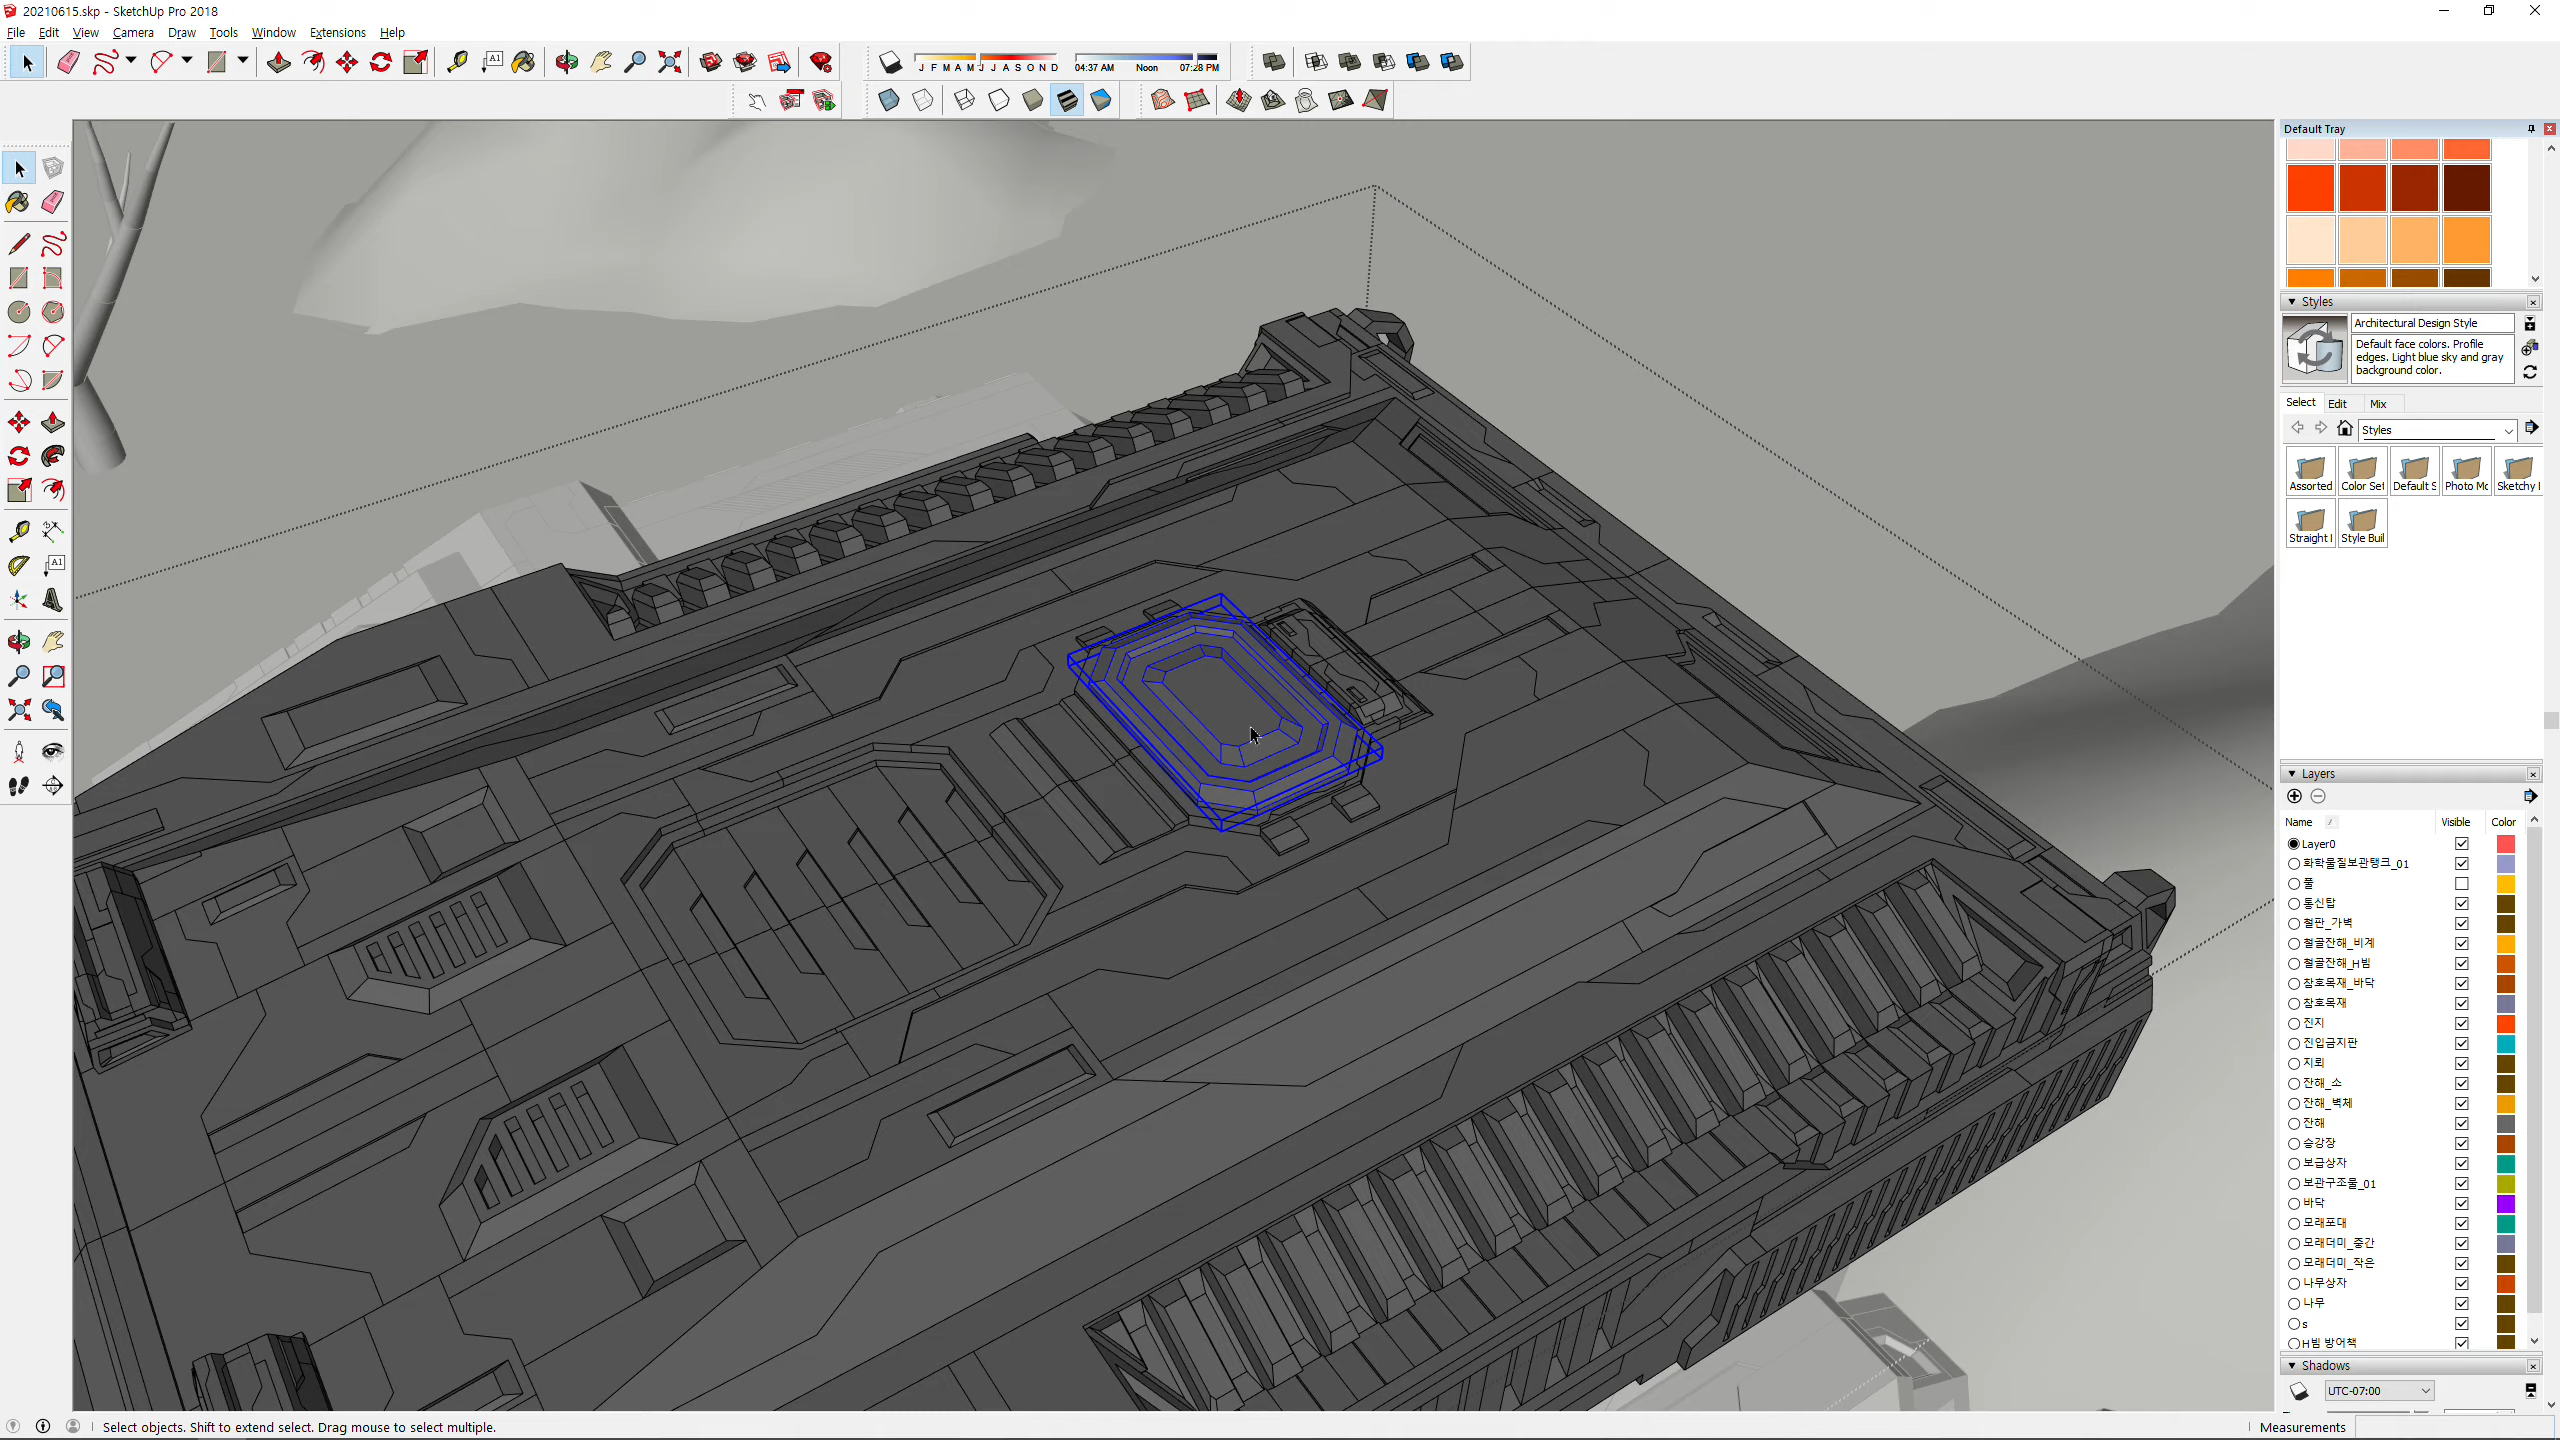 20210615.skp - SketchUp Pro 2018
File Edit View Camera Draw Tools Window Extensions Help
A1
J F M A M J J A S O N D
04:37 AM Noon 07:28 PM
Default Tray
Styles
Architectural Design Style
Default face colors. Profile edges. Light blue sky and gray background color.
Select Edit Mix
Styles
Assorted Color Set Default S Photo Mo Sketchy I
Straight I Style Buil
A1
Layers
Name Visible Color
Layer0
화학물질보관탱크_01
풀
통신탑
철판_가벽
철골잔해_비계
철골잔해_H빔
참호목재_바닥
참호목재
진지
진입금지판
지뢰
잔해_소
잔해_벽체
잔해
승강장
보급상자
보관구조물_01
바닥
모래포대
모래더미_중간
모래더미_작은
나무상자
나무
s
H빔 방어책
Shadows
UTC-07:00
Select objects. Shift to extend select. Drag mouse to select multiple.
Measurements